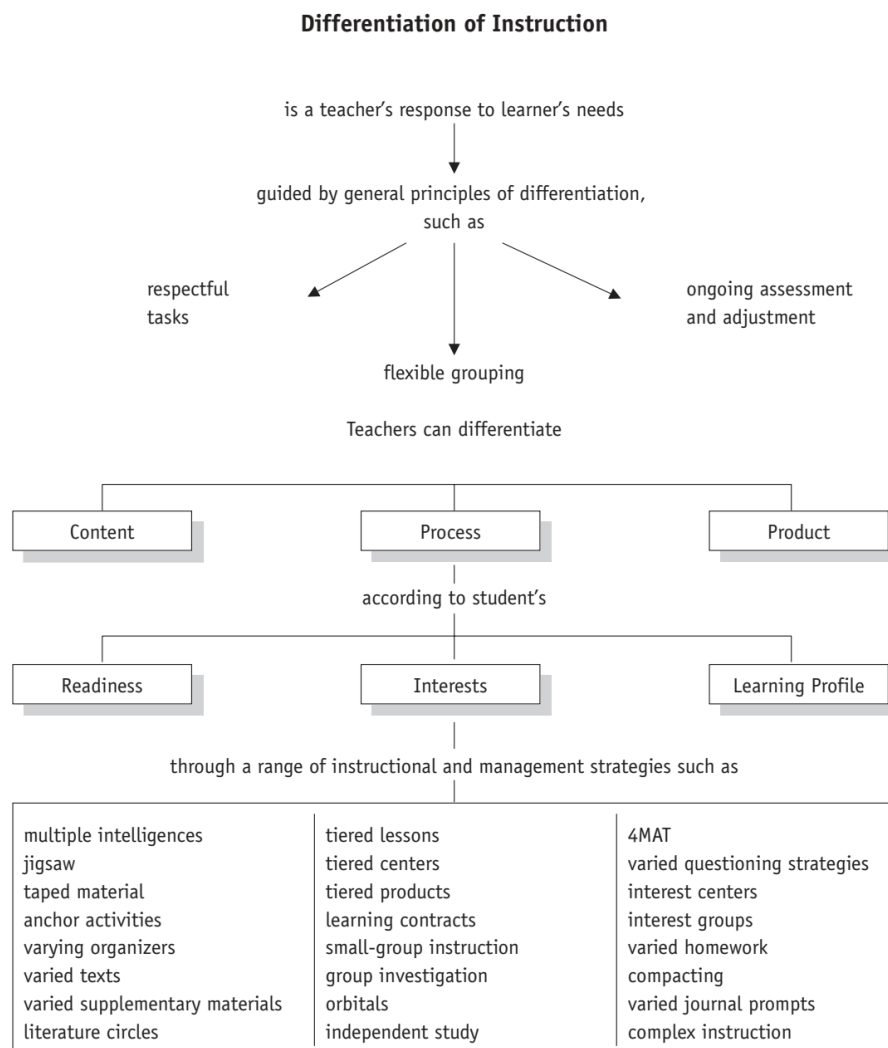 Differentiation of Instruction
is a teacher's response to learner's needs
guided by general principles of differentiation,
such as
respectful
tasks
ongoing assessment
and adjustment
flexible grouping
Teachers can differentiate
Content
Process
Product
according to student's
Readiness
Interests
Learning Profile
through a range of instructional and management strategies such as
multiple intelligences
jigsaw
taped material
anchor activities
varying organizers
varied texts
varied supplementary materials
literature circles
tiered lessons
tiered centers
tiered products
learning contracts
small-group instruction
group investigation
orbitals
independent study
4MAT
varied questioning strategies
interest centers
interest groups
varied homework
compacting
varied journal prompts
complex instruction